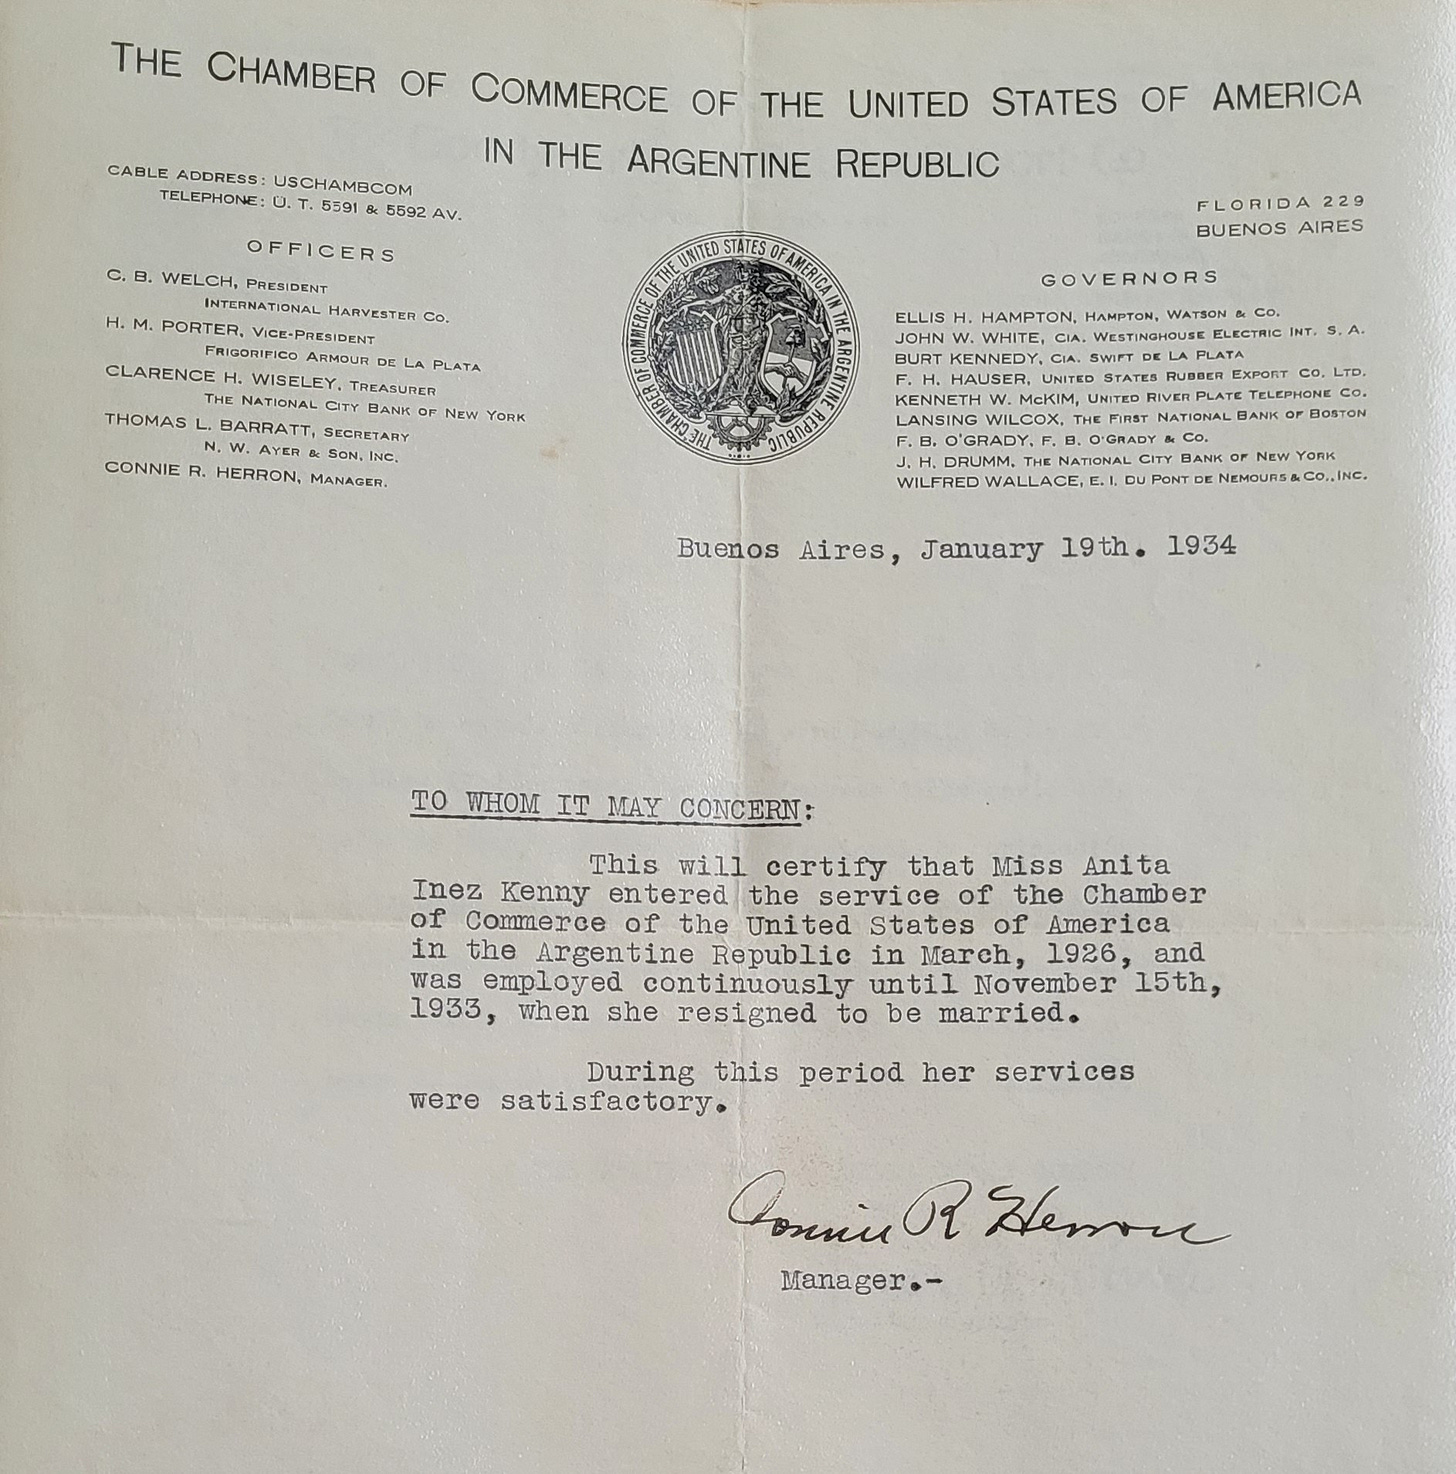 THE CHAMBER OF COMMERCE OF THE UNITED STATES OF AMERICA
IN THE ARGENTINE REPUBLIC
CABLE ADDRESS: USCHAMBCOM
TELEPHONE: U. T. 5591 & 5592 AV.
FLORIDA 229
BUENOS AIRES
OFFICERS
C. B. WELCH, PRESIDENT
INTERNATIONAL HARVESTER CO.
H. M. PORTER, VICE-PRESIDENT
FRIGORIFICO ARMOUR DE LA PLATA
CLARENCE H. WISELEY, TREASURER
THE NATIONAL CITY BANK OF NEW YORK
THOMAS L. BARRATT, SECRETARY
N. W. AYER & SON, INC.
CONNIE R. HERRON, MANAGER.
THE CHAMBER OF COMMERCE OF THE UNITED STATES OF AMERICA IN THE ARGENTINE REPUBLIC
GOVERNORS
ELLIS H. HAMPTON, HAMPTON, WATSON & CO.
JOHN W. WHITE, CIA. WESTINGHOUSE ELECTRIC INT. S. A.
BURT KENNEDY, CIA. SWIFT DE LA PLATA
F. H. HAUSER, UNITED STATES RUBBER EXPORT CO. LTD.
KENNETH W. McKIM, UNITED RIVER PLATE TELEPHONE CO.
LANSING WILCOX, THE FIRST NATIONAL BANK OF BOSTON
F. B. O'GRADY, F. B. O'GRADY & CO.
J. H. DRUMM, THE NATIONAL CITY BANK OF NEW YORK
WILFRED WALLACE, E. I. DU PONT DE NEMOURS & CO., INC.
Buenos Aires, January 19th. 1934
TO WHOM IT MAY CONCERN:
This will certify that Miss Anita
Inez Kenny entered the service of the Chamber
of Commerce of the United States of America
in the Argentine Republic in March, 1926, and
was employed continuously until November 15th,
1933, when she resigned to be married.
During this period her services
were satisfactory.
Connie R Herron
Manager.-